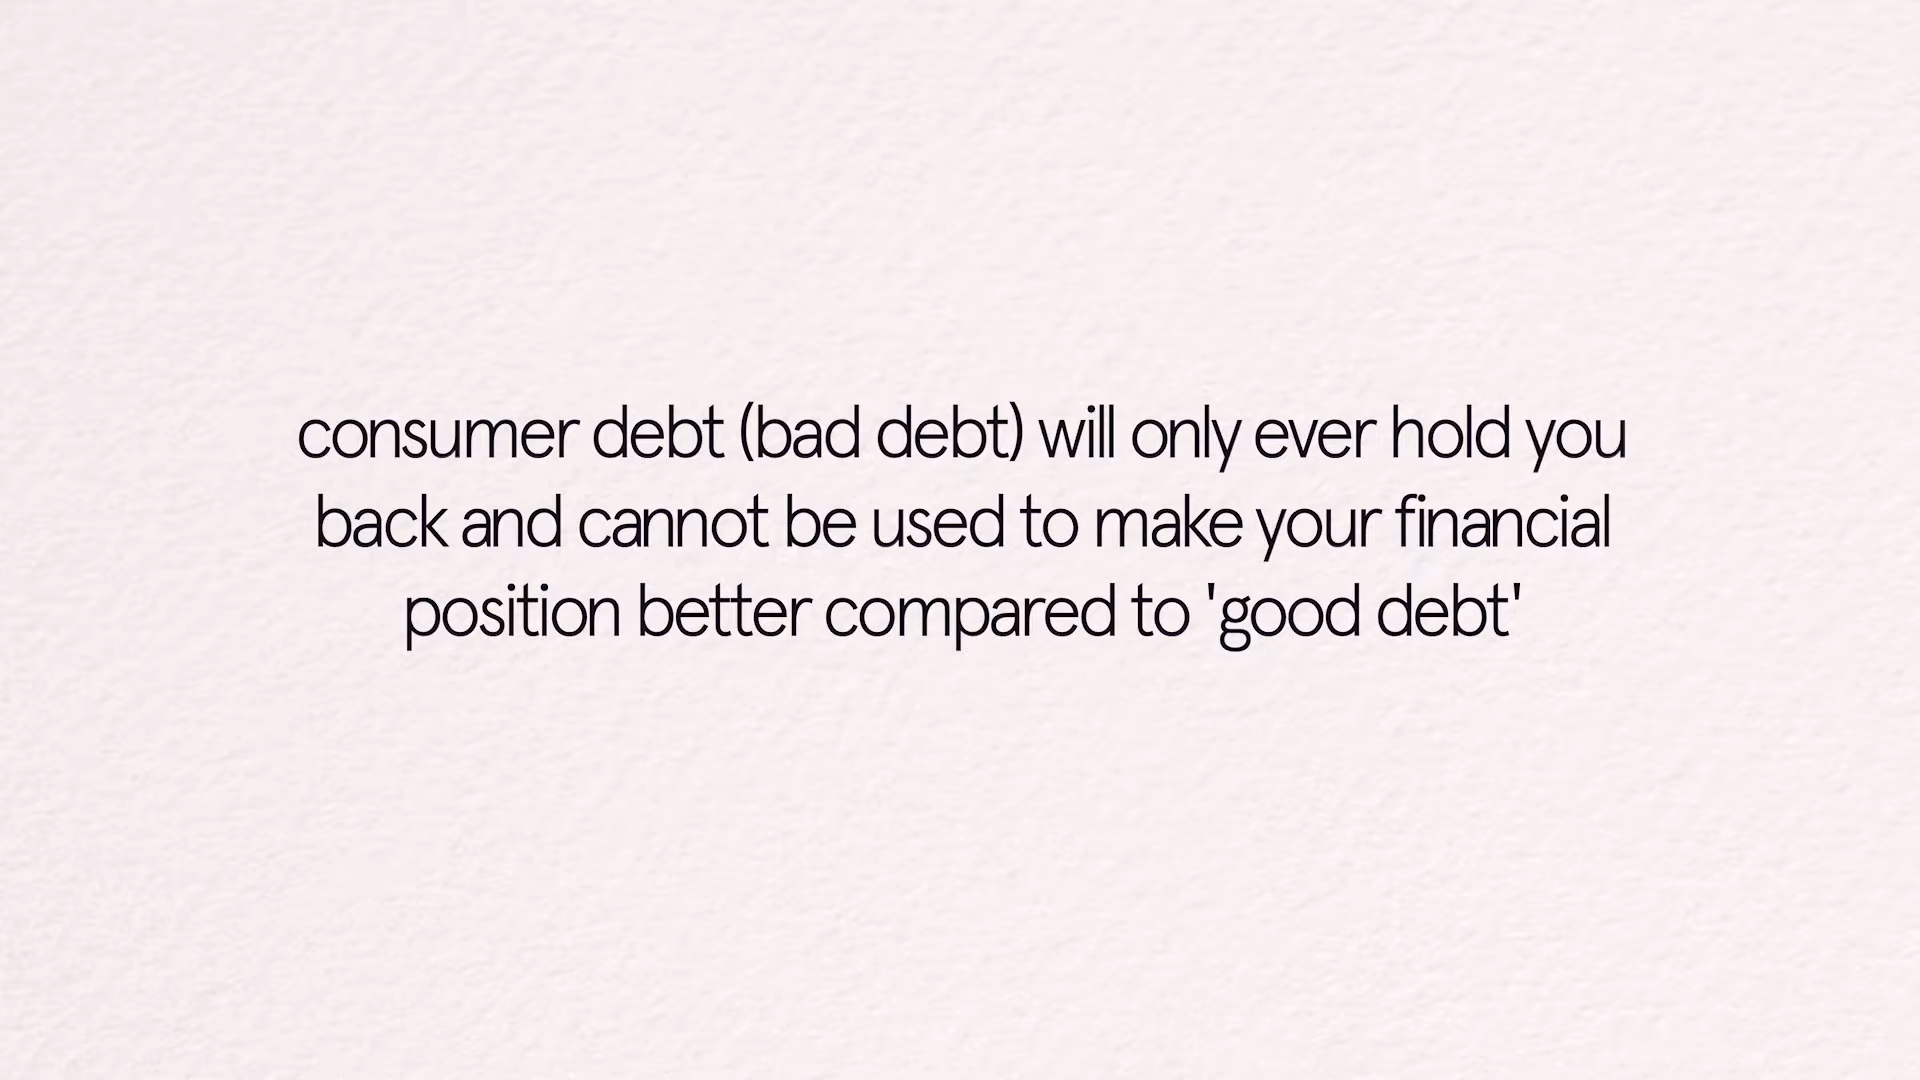 consumer debt (bad debt) will only ever hold you
back and cannot be used to make your financial
position better compared to 'good debt'